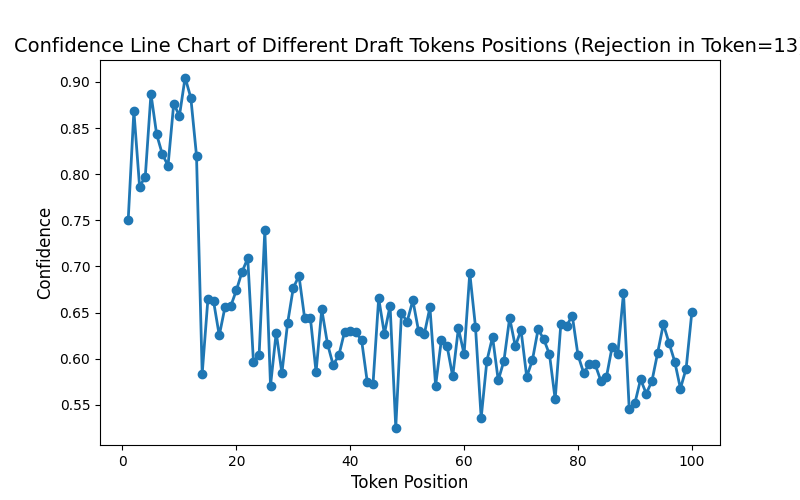 Confidence Line Chart of Different Draft Tokens Positions (Rejection in Token=13
0.90
0.85
0.80
0.75
0.70
0.65
0.60
0.55
Confidence
0 20 40 60 80 100
Token Position